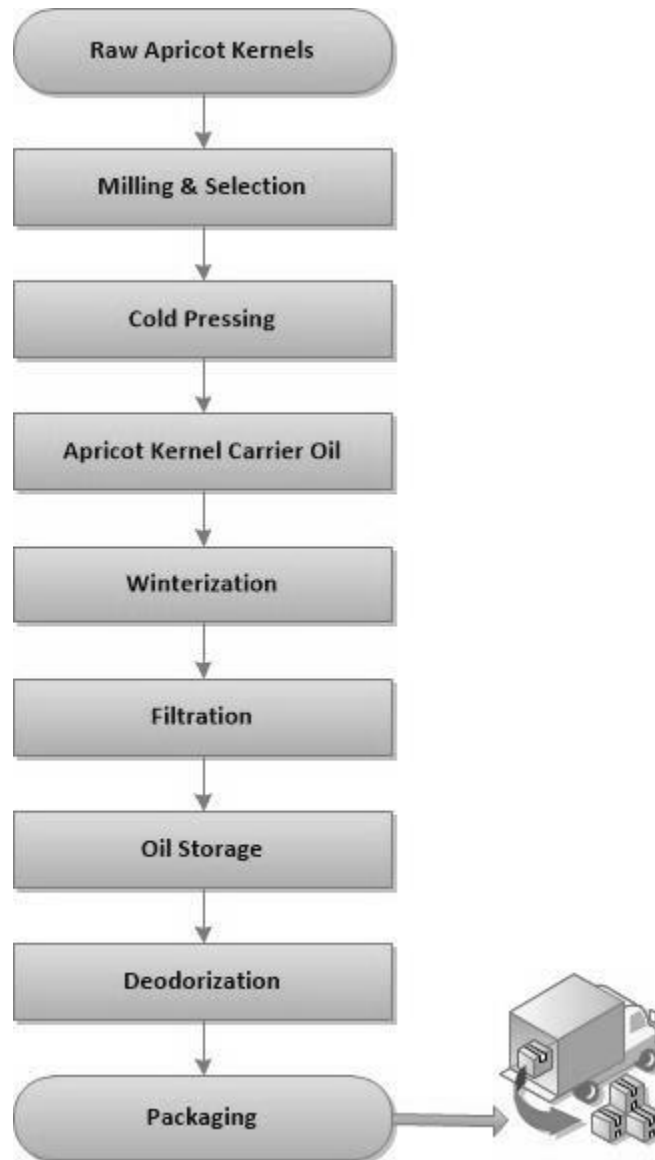 Raw Apricot Kernels
Milling & Selection
Cold Pressing
Apricot Kernel Carrier Oil
Winterization
Filtration
Oil Storage
Deodorization
Packaging